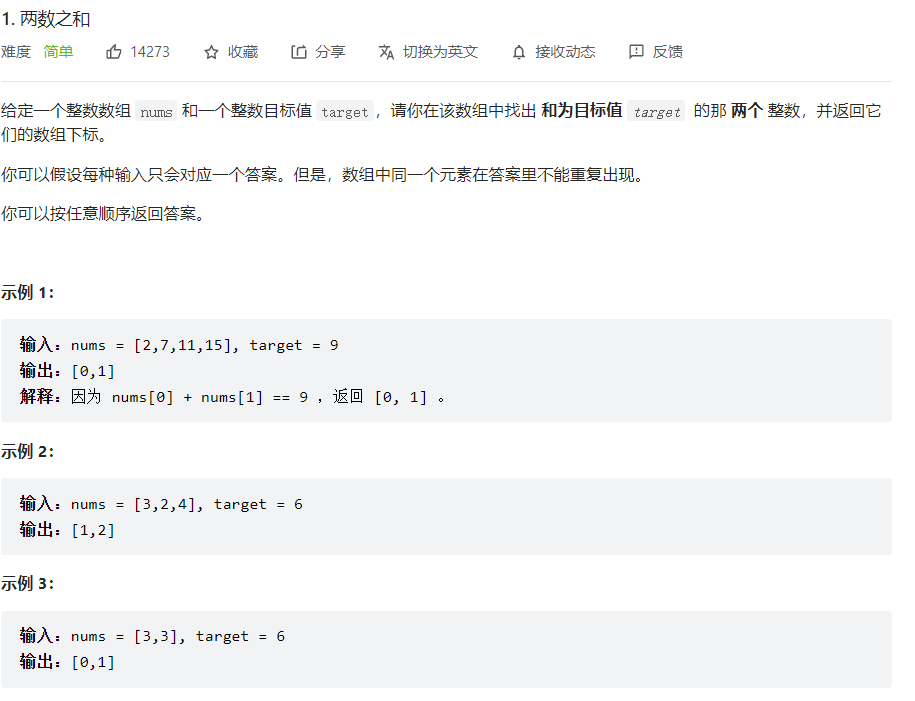 1. 两数之和
难度 简单 14273 收藏 分享 切换为英文 接收动态 反馈
给定一个整数数组 nums 和一个整数目标值 target，请你在该数组中找出 和为目标值 target 的那 两个 整数，并返回它
们的数组下标。
你可以假设每种输入只会对应一个答案。但是，数组中同一个元素在答案里不能重复出现。
你可以按任意顺序返回答案。
示例 1：
输入：nums = [2,7,11,15], target = 9
输出：[0,1]
解释：因为 nums[0] + nums[1] == 9 ，返回 [0, 1] 。
示例 2：
输入：nums = [3,2,4], target = 6
输出：[1,2]
示例 3：
输入：nums = [3,3], target = 6
输出：[0,1]